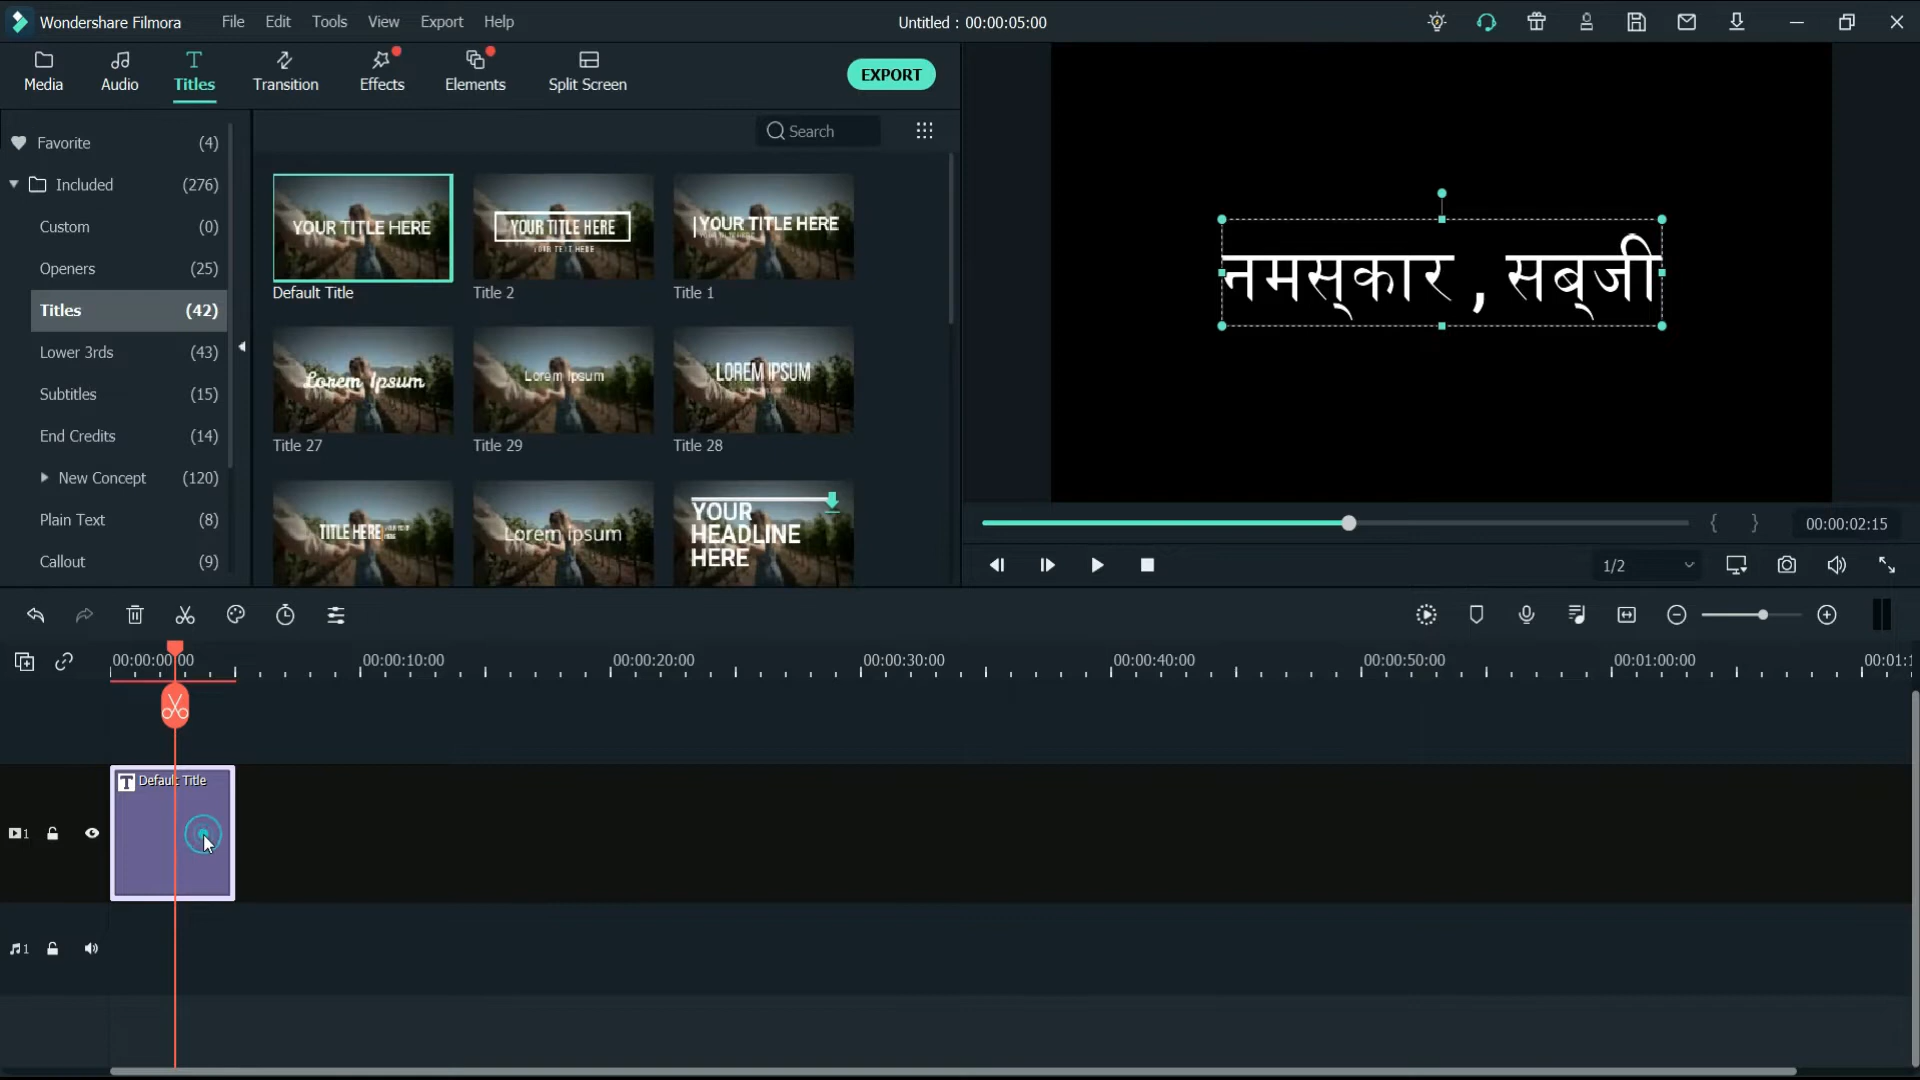 Wondershare Filmora File Edit Tools View Export Help Untitled : 00:00:05:00
Media Audio Titles Transition Effects Elements Split Screen EXPORT
Search
Favorite (4)
Included (276)
Custom (0)
Openers (25)
Titles (42)
Lower 3rds (43)
Subtitles (15)
End Credits (14)
New Concept (120)
Plain Text (8)
Callout (9)
YOUR TITLE HERE
Default Title
YOUR TITLE HERE
YOUR TEXT HERE
Title 2
YOUR TITLE HERE
Title 1
Lorem Ipsum
Title 27
Lorem Ipsum
Title 29
LOREM IPSUM
Title 28
TITLE HERE
Lorem Ipsum
YOUR
HEADLINE
HERE
नमस्‌कार , सब्‌जी
00:00:02:15
1/2
00:00:00:00 00:00:10:00 00:00:20:00 00:00:30:00 00:00:40:00 00:00:50:00 00:01:00:00 00:01:1
T Default Title
1
1